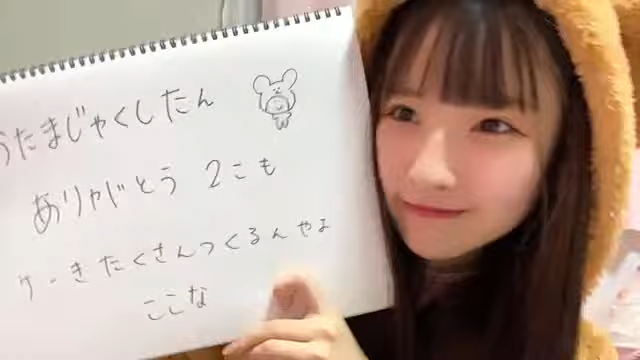 うたまじゃくしたん
ありがとう 2こも
ケーきたくさんつくるんやよ
ここな